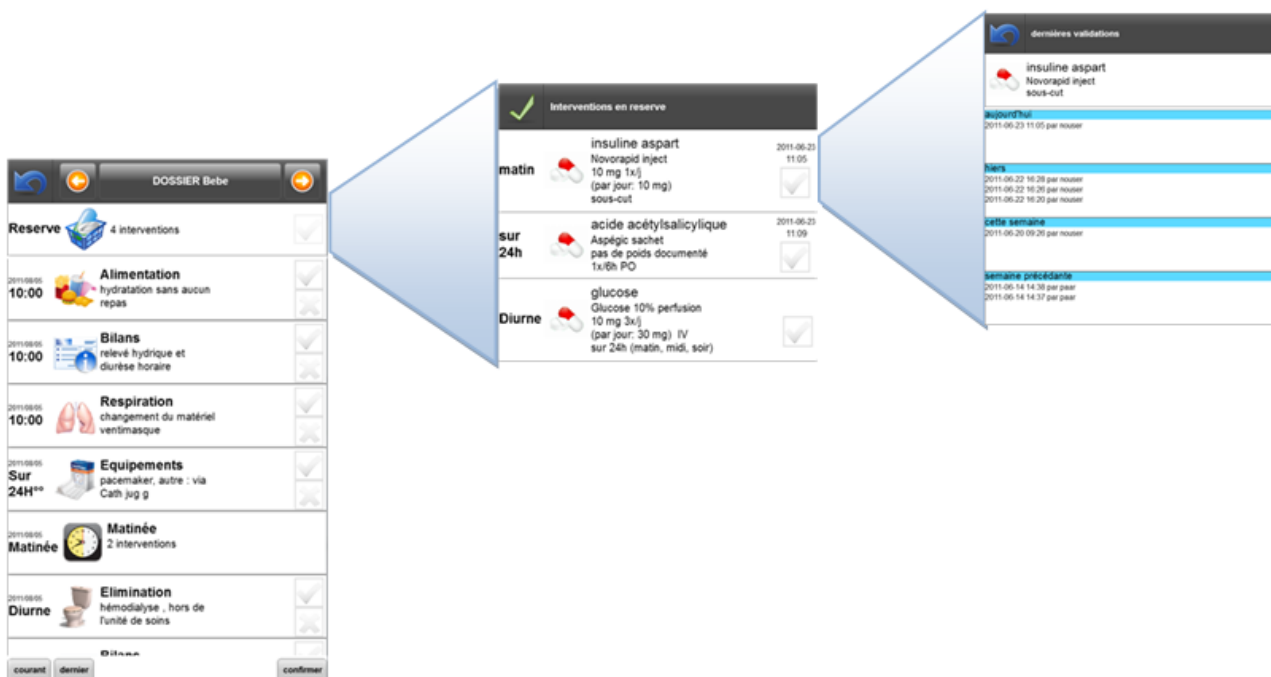 DOSSIER Bebe
Reserve
4 interventions
2011/08/05
10:00
Alimentation
hydratation sans aucun
repas
2011/08/05
10:00
Bilans
relevé hydrique et
diurèse horaire
2011/08/05
10:00
Respiration
changement du matériel
ventimasque
2011/08/05
Sur
24H°°
Equipements
pacemaker, autre : via
Cath jug g
2011/08/05
Matinée
Matinée
2 interventions
2011/08/05
Diurne
Elimination
hémodialyse , hors de
l'unité de soins
Bilans
courant
dernier
confirmer
Interventions en reserve
matin
insuline aspart
Novorapid inject
10 mg 1x/j
(par jour: 10 mg)
sous-cut
2011-06-23
11:05
sur
24h
acide acétylsalicylique
Aspégic sachet
pas de poids documenté
1x/6h PO
2011-06-23
11:09
Diurne
glucose
Glucose 10% perfusion
10 mg 3x/j
(par jour: 30 mg) IV
sur 24h (matin, midi, soir)
dernières validations
insuline aspart
Novorapid inject
sous-cut
aujourd'hui
2011-06-23 11:05 par nouser
hiers
2011-06-22 16:28 par nouser
2011-06-22 16:26 par nouser
2011-06-22 16:20 par nouser
cette semaine
2011-06-20 09:26 par nouser
semaine précédante
2011-06-14 14:38 par paar
2011-06-14 14:37 par paar